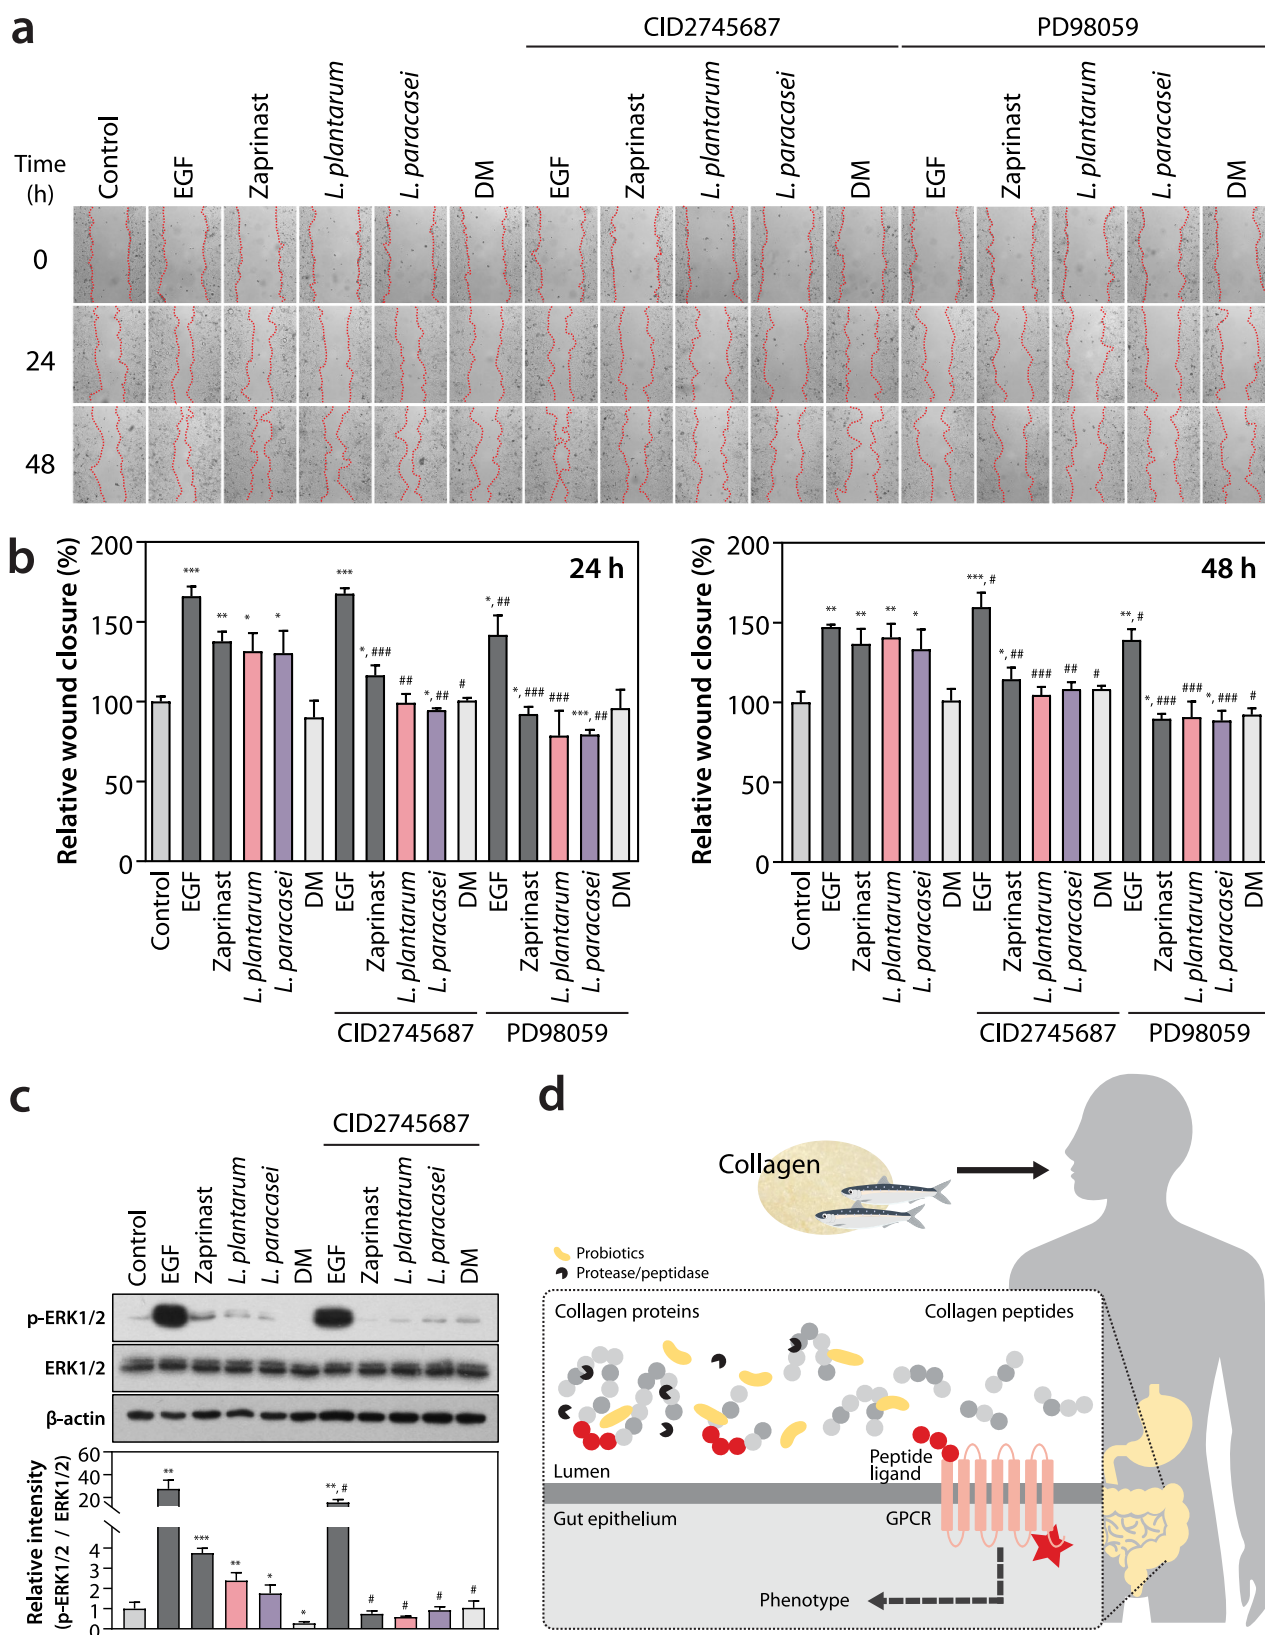 a
CID2745687
PD98059
Time
(h)
Control
EGF
Zaprinast
L. plantarum
L. paracasei
DM
EGF
Zaprinast
L. plantarum
L. paracasei
DM
EGF
Zaprinast
L. plantarum
L. paracasei
DM
0
24
48
b
Relative wound closure (%)
200
150
100
50
0
24 h
***
**
*
*
***
*, ###
##
*, ##
#
*, ##
*, ###
###
***, ##
Control
EGF
Zaprinast
L. plantarum
L. paracasei
DM
EGF
Zaprinast
L. plantarum
L. paracasei
DM
EGF
Zaprinast
L. plantarum
L. paracasei
DM
CID2745687
PD98059
Relative wound closure (%)
200
150
100
50
0
48 h
**
**
**
*
***, #
*, ##
###
##
#
**, #
*, ###
###
*, ###
#
Control
EGF
Zaprinast
L. plantarum
L. paracasei
DM
EGF
Zaprinast
L. plantarum
L. paracasei
DM
EGF
Zaprinast
L. plantarum
L. paracasei
DM
CID2745687
PD98059
c
CID2745687
Control
EGF
Zaprinast
L. plantarum
L. paracasei
DM
EGF
Zaprinast
L. plantarum
L. paracasei
DM
p-ERK1/2
ERK1/2
β-actin
Relative intensity
(p-ERK1/2 / ERK1/2)
60
40
20
4
3
2
1
0
**
***
**
*
*
**, #
#
#
#
#
d
Collagen
Probiotics
Protease/peptidase
Collagen proteins
Collagen peptides
Lumen
Peptide
ligand
Gut epithelium
GPCR
Phenotype